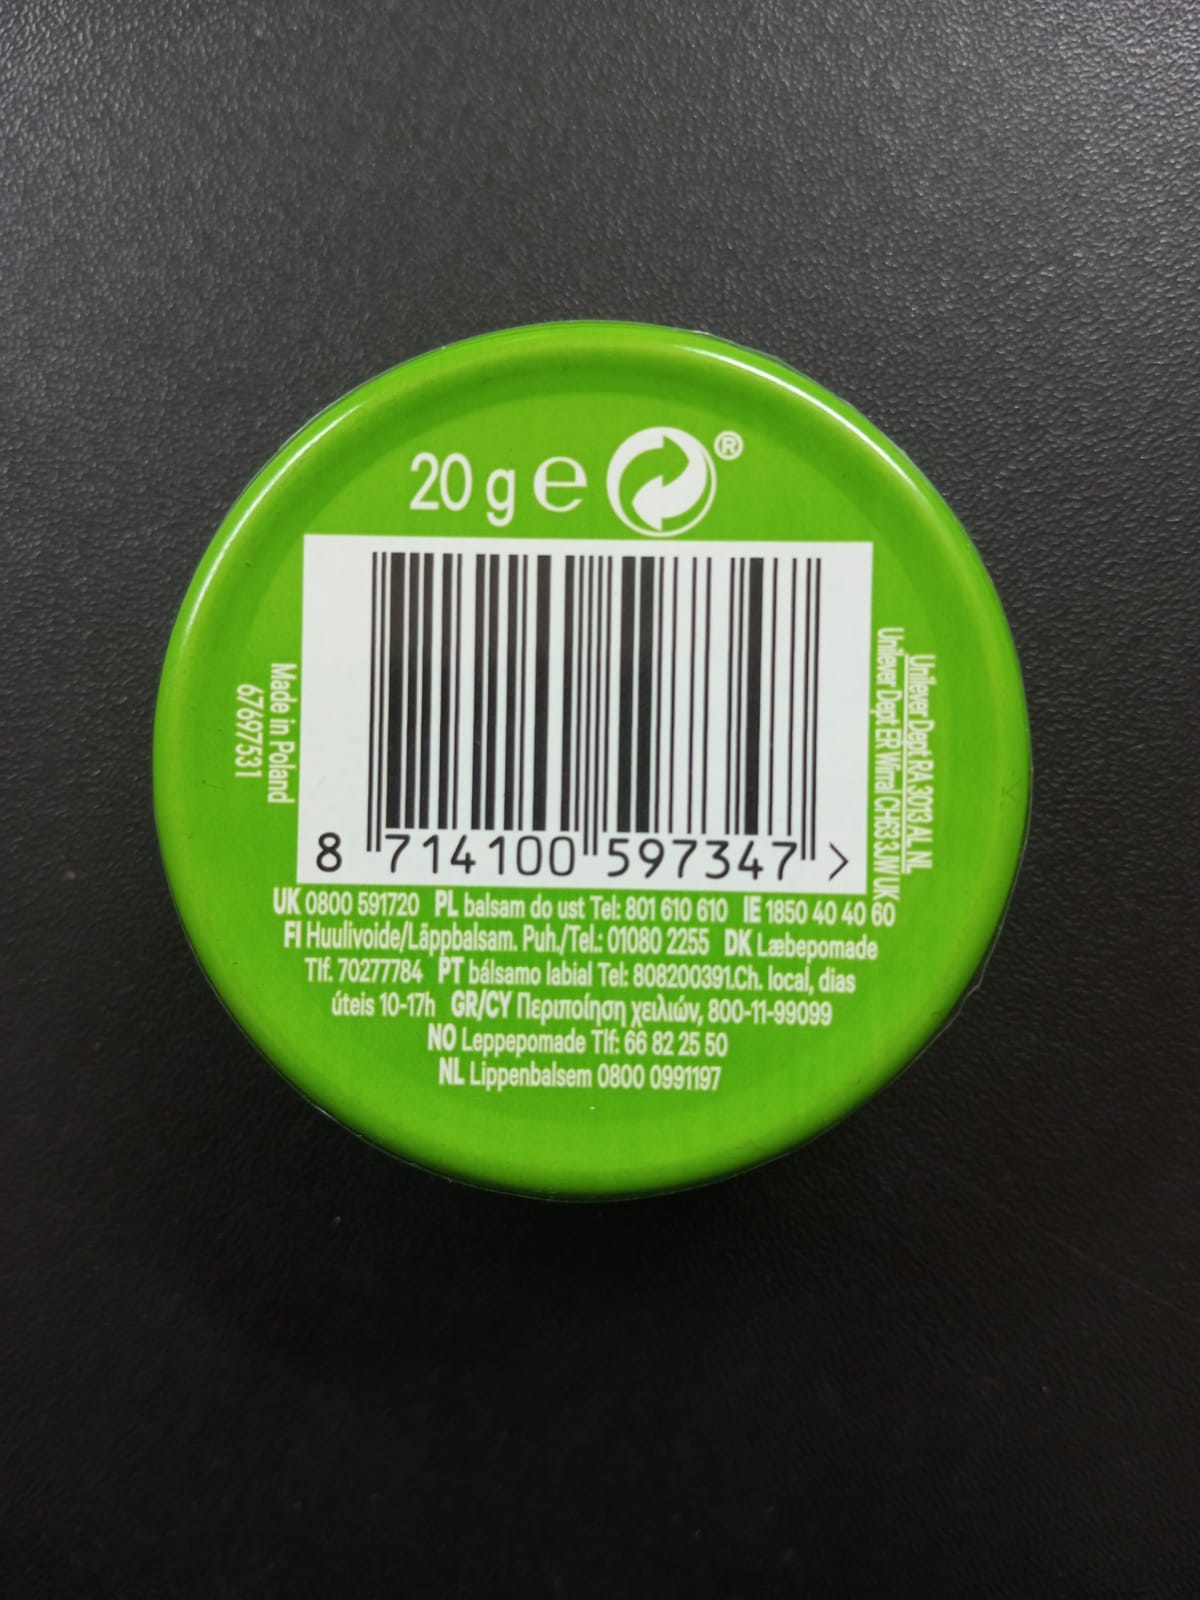 20 g e ®
8 714100 597347 >
Made in Poland
67697531
Unilever Dept RA 3013 AL NL
Unilever Dept ER Wirral CH63 3JW UK
UK 0800 591720 PL balsam do ust Tel: 801 610 610 IE 1850 40 40 60
FI Huulivoide/Läppbalsam. Puh./Tel.: 01080 2255 DK Læbepomade
Tlf. 70277784 PT bálsamo labial Tel: 808200391.Ch. local, dias
úteis 10-17h GR/CY Περιποίηση χειλιών, 800-11-99099
NO Leppepomade Tlf: 66 82 25 50
NL Lippenbalsem 0800 0991197